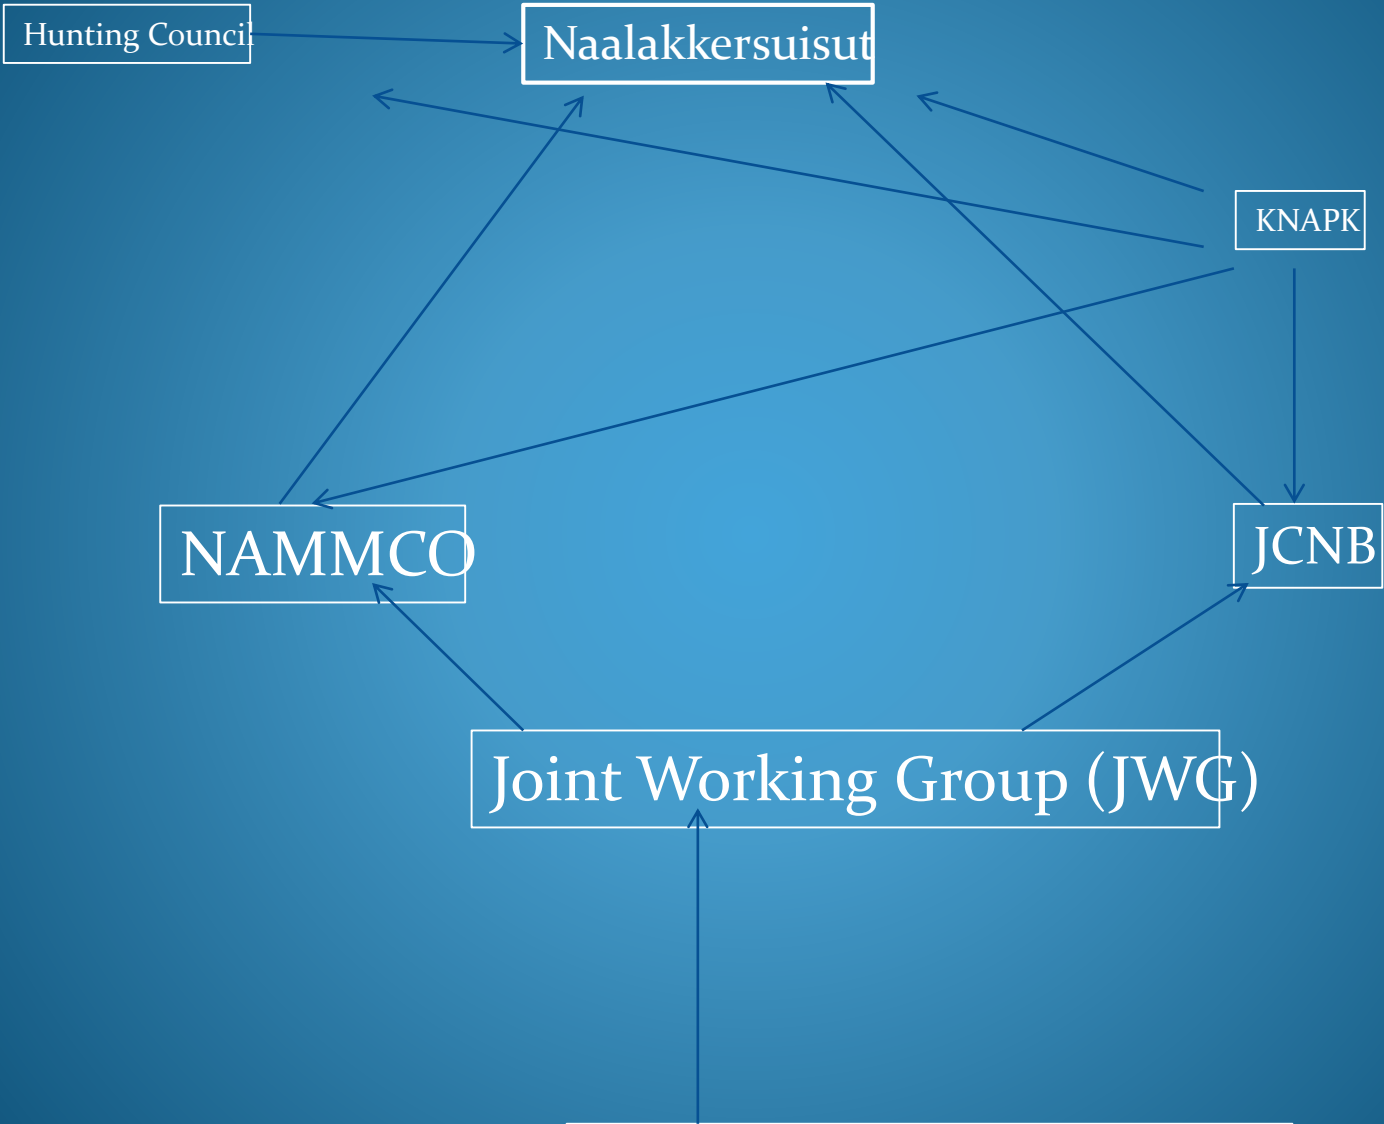 Hunting Council
Naalakkersuisut
KNAPK
NAMMCO
JCNB
Joint Working Group (JWG)